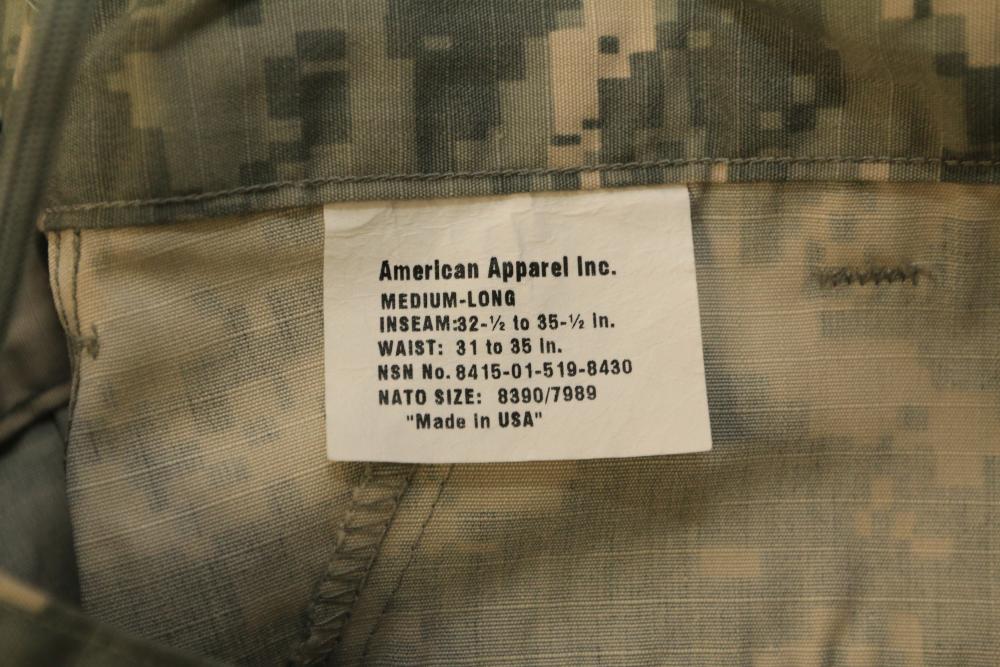 American Apparel Inc.
MEDIUM-LONG
INSEAM:32-½ to 35-½ in.
WAIST: 31 to 35 in.
NSN No. 8415-01-519-8430
NATO SIZE: 8390/7989
"Made in USA"